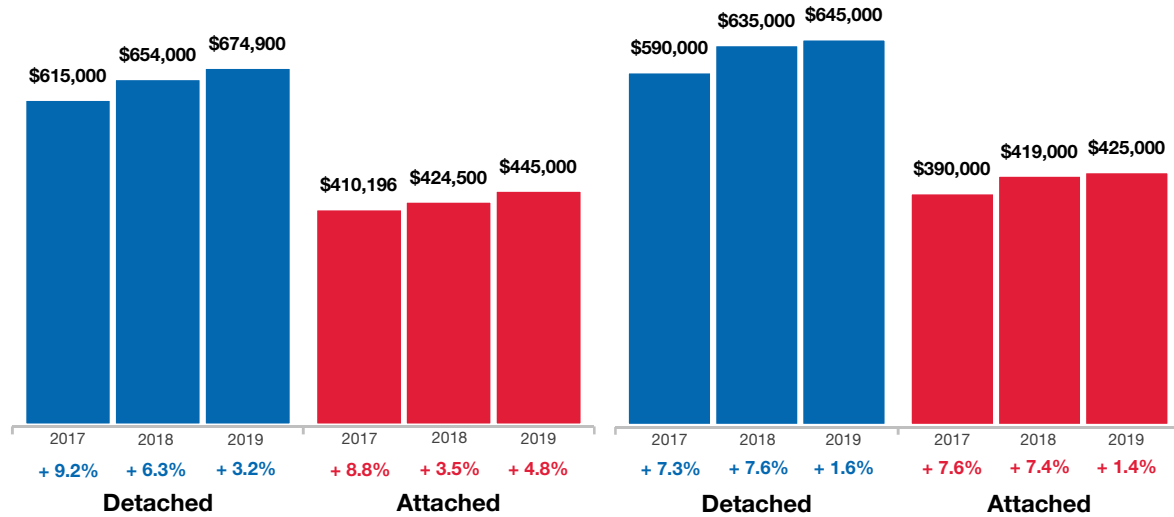 $615,000
$654,000
$674,900
$410,196
$424,500
$445,000
2017 2018 2019 2017 2018 2019
+ 9.2% + 6.3% + 3.2% + 8.8% + 3.5% + 4.8%
Detached Attached
$590,000
$635,000
$645,000
$390,000
$419,000
$425,000
2017 2018 2019 2017 2018 2019
+ 7.3% + 7.6% + 1.6% + 7.6% + 7.4% + 1.4%
Detached Attached